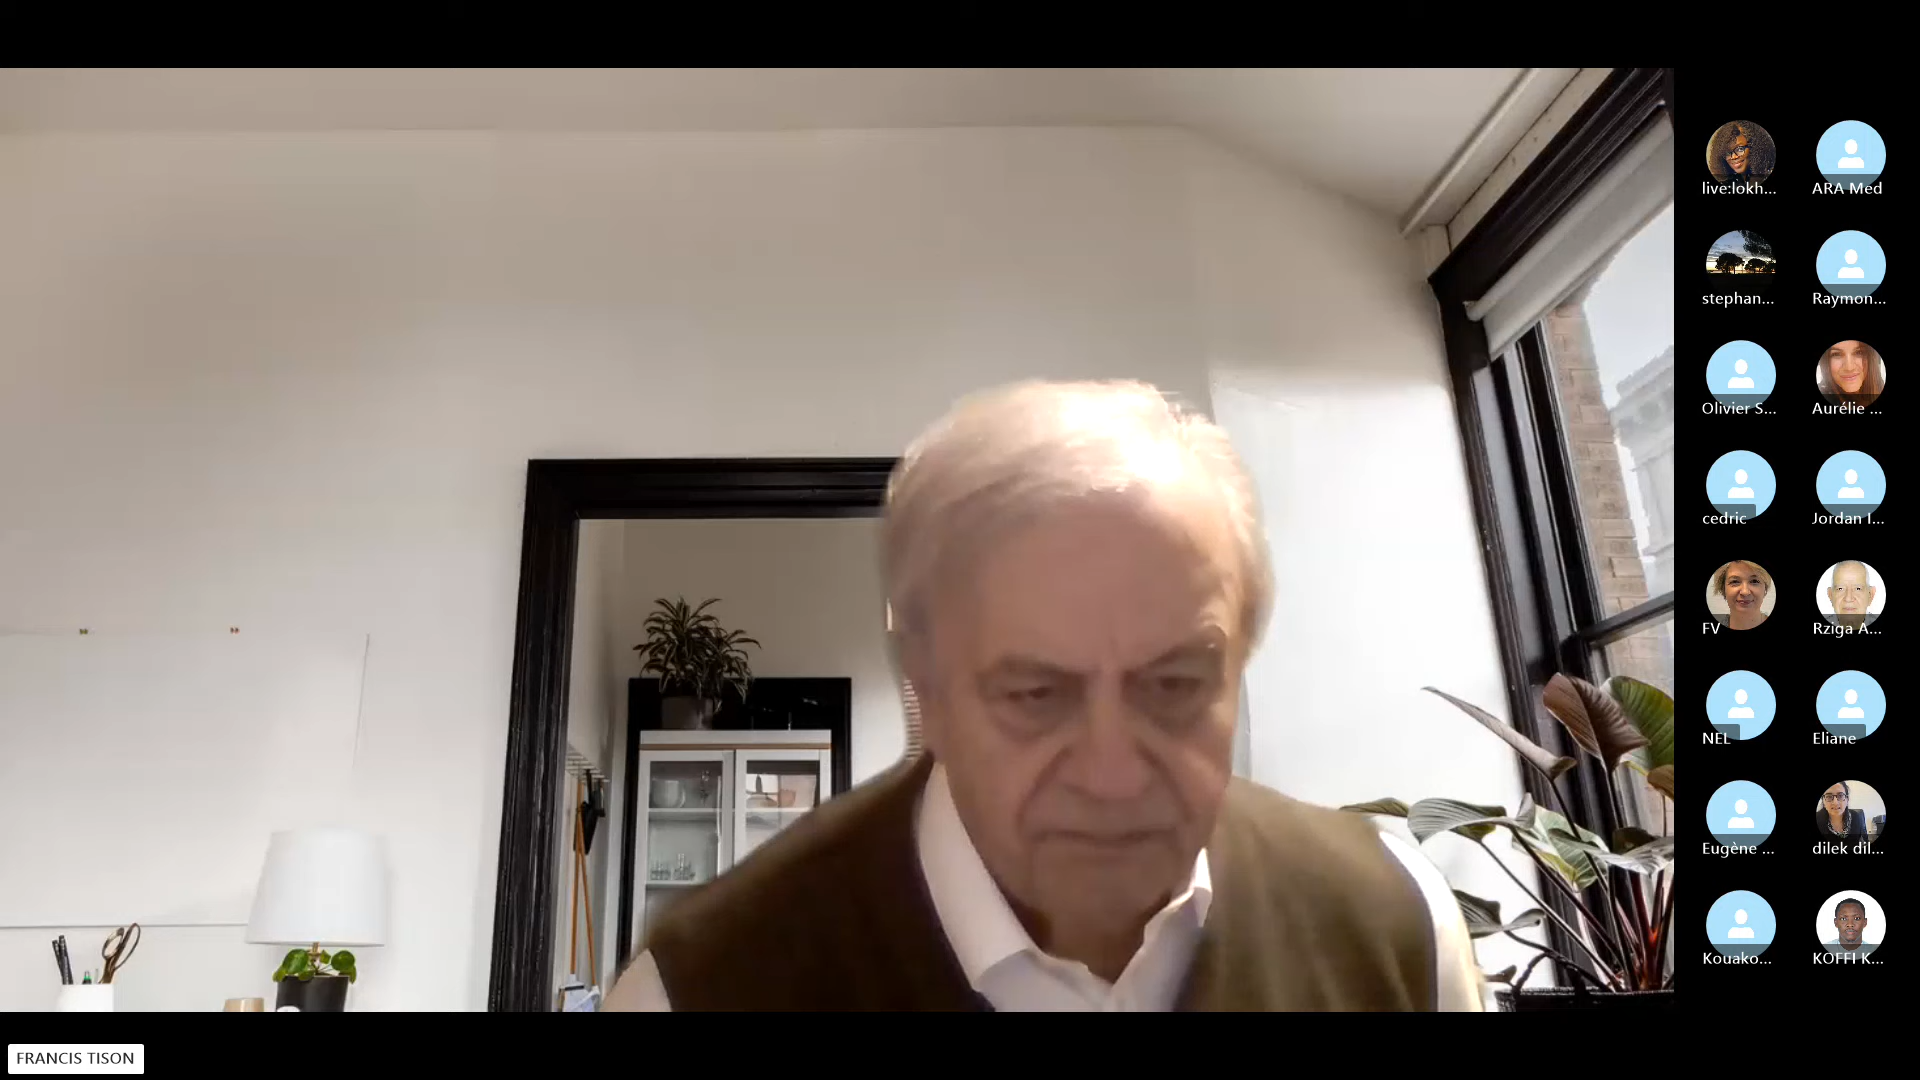 live:lokh...
ARA Med
stephan...
Raymon...
Olivier S...
Aurélie ...
cedric
Jordan I...
FV
Rziga A...
NEL
Eliane
Eugène ...
dilek dil...
Kouako...
KOFFI K...
FRANCIS TISON